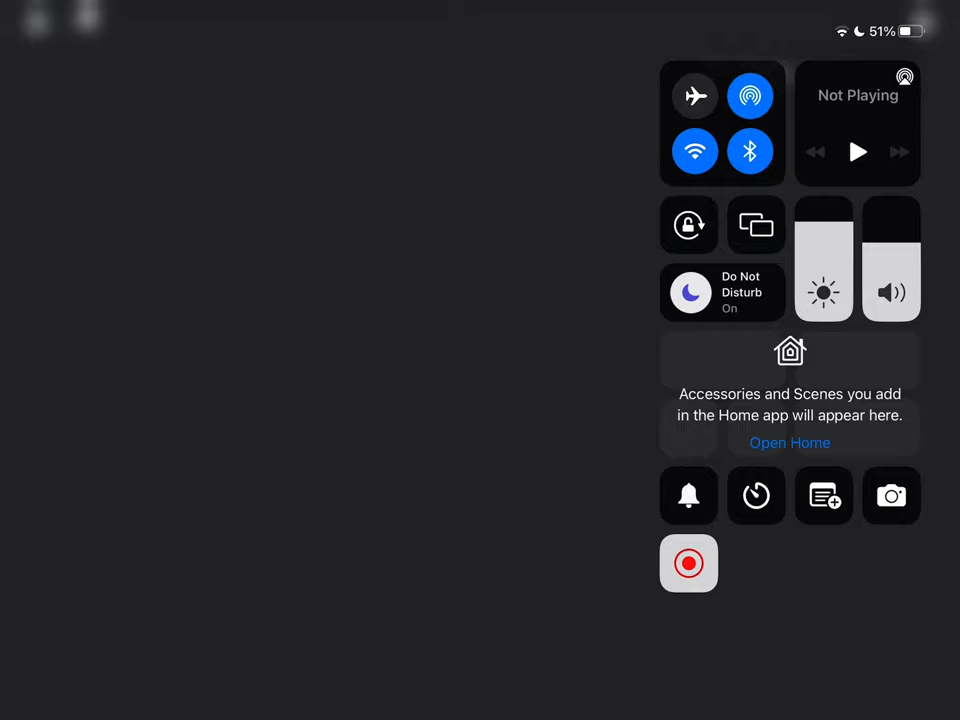 51%
Not Playing
Do Not
Disturb
On
Accessories and Scenes you add
in the Home app will appear here.
Open Home